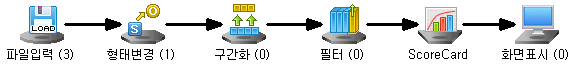 LOAD
S
O
파일입력 (3)
형태변경 (1)
구간화 (0)
필터 (0)
ScoreCard
화면표시 (0)